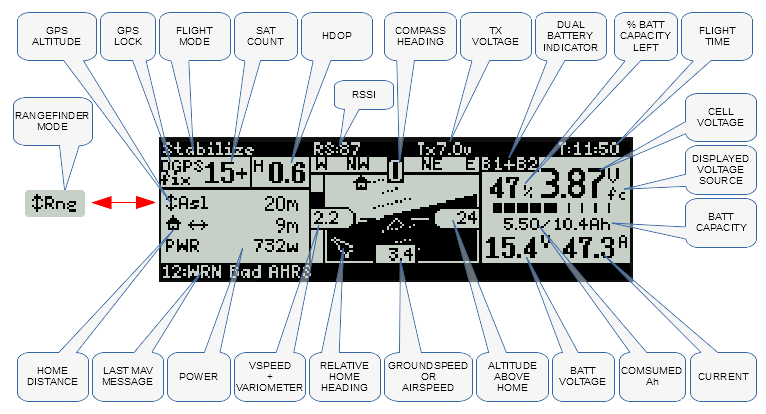 GPS
ALTITUDE
GPS
LOCK
FLIGHT
MODE
SAT
COUNT
HDOP
COMPASS
HEADING
TX
VOLTAGE
DUAL
BATTERY
INDICATOR
% BATT
CAPACITY
LEFT
FLIGHT
TIME
RSSI
RANGEFINDER
MODE
CELL
VOLTAGE
DISPLAYED
VOLTAGE
SOURCE
BATT
CAPACITY
↕Rng
Stabilize RS:87 Tx7.0v T:11:50
DGPS 15+ H 0.6
fix
W NW 0 NE E
B1+B2
47% 3.87V
fc
↕Asl 20m
↔ 9m
PWR 732w
2.2
24
3.4
5.50/10.4Ah
15.4V 47.3A
12:WRN Bad AHRS
HOME
DISTANCE
LAST MAV
MESSAGE
POWER
VSPEED
+
VARIOMETER
RELATIVE
HOME
HEADING
GROUNDSPEED
OR
AIRSPEED
ALTITUDE
ABOVE
HOME
BATT
VOLTAGE
COMSUMED
Ah
CURRENT